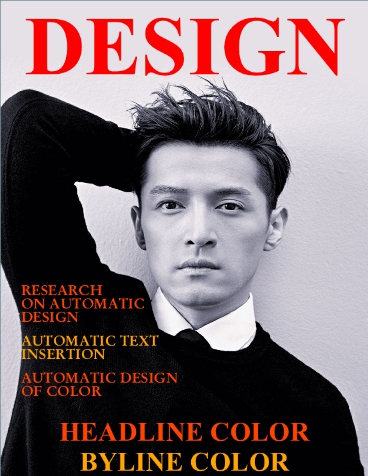 DESIGN
RESEARCH
ON AUTOMATIC
DESIGN
AUTOMATIC TEXT
INSERTION
AUTOMATIC DESIGN
OF COLOR
HEADLINE COLOR
BYLINE COLOR